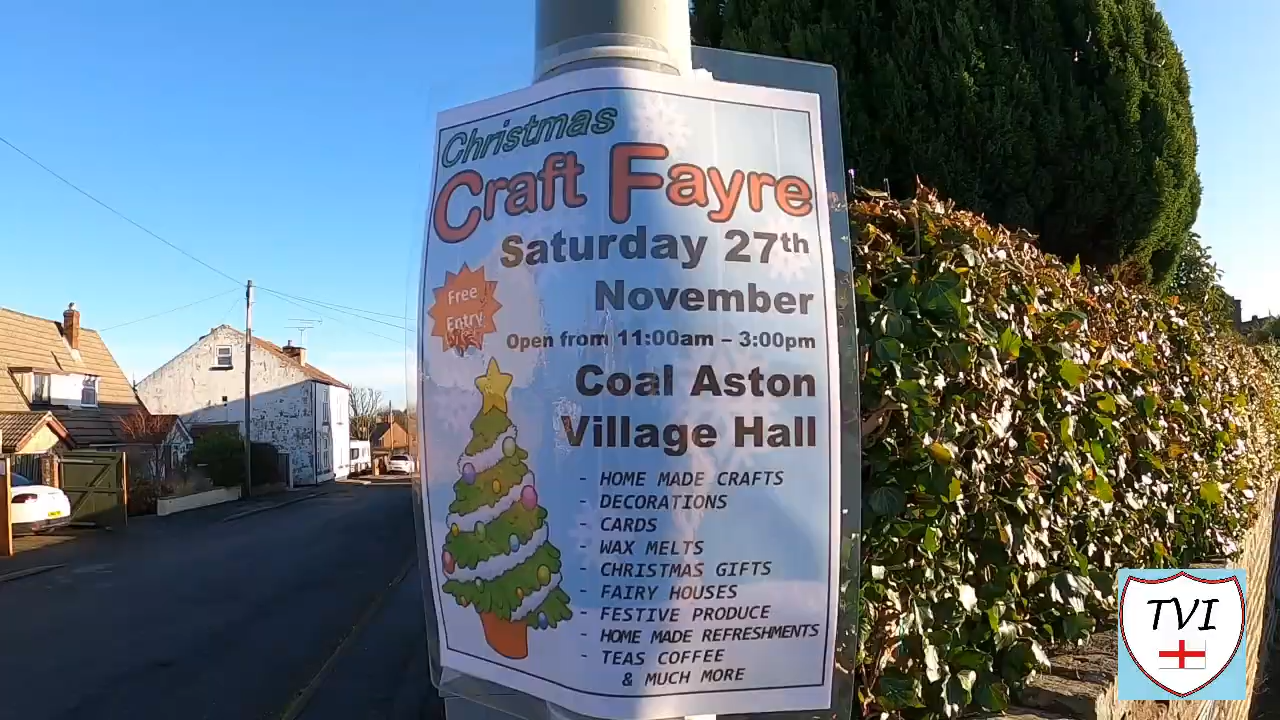 Christmas
Craft Fayre
Saturday 27th
November
Free
Entry
Open from 11:00am – 3:00pm
Coal Aston
Village Hall
- HOME MADE CRAFTS
- DECORATIONS
- CARDS
- WAX MELTS
- CHRISTMAS GIFTS
- FAIRY HOUSES
- FESTIVE PRODUCE
- HOME MADE REFRESHMENTS
- TEAS COFFEE
& MUCH MORE
TVI